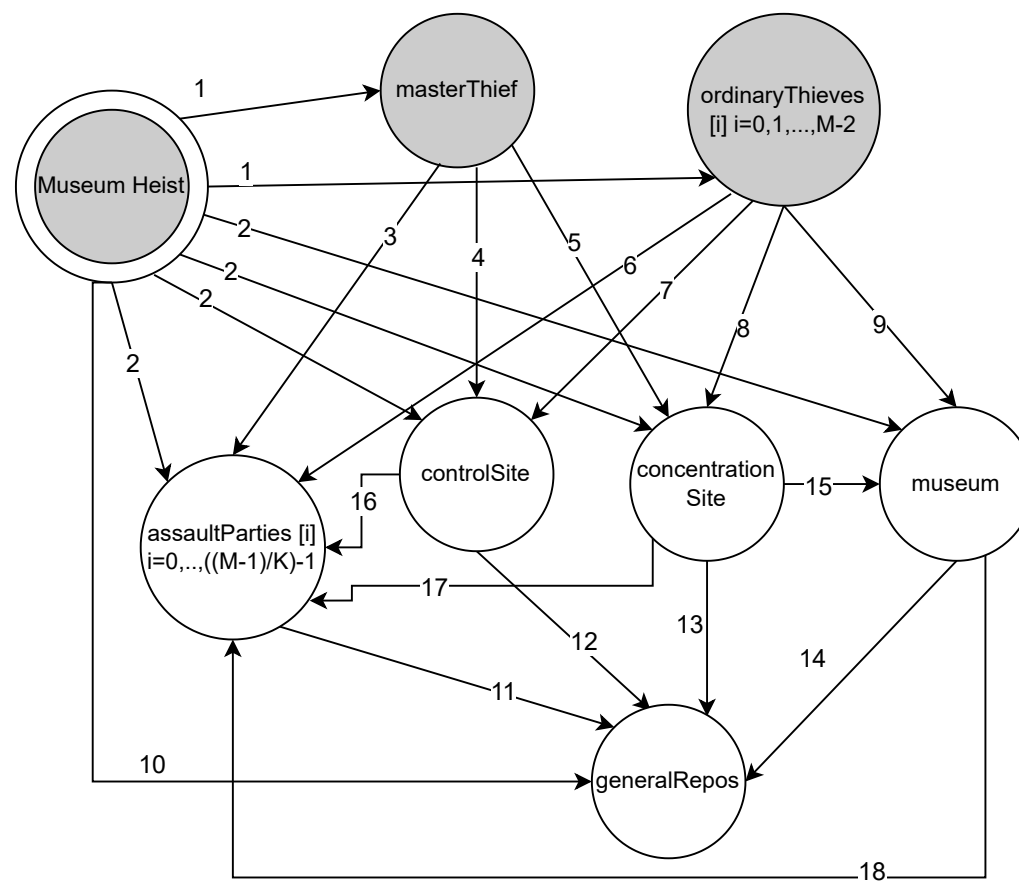 masterThief
ordinaryThieves
[i] i=0,1,...,M-2
1
Museum Heist
1
2
3
4
5
6
7
8
9
2
2
2
controlSite
concentration
Site
museum
15
16
assaultParties [i]
i=0,..,((M-1)/K)-1
17
13
12
14
11
10
generalRepos
18